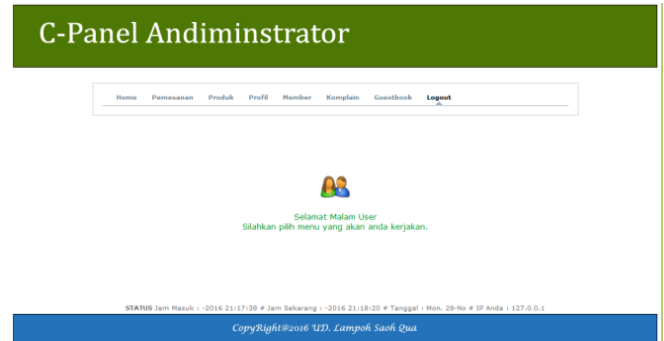 C-Panel Andiminstrator
Home Pemesanan Produk Profil Member Komplain Guestbook Logout
Selamat Malam User
Silahkan pilih menu yang akan anda kerjakan.
STATUS Jam Masuk : -2016 21:17:38 # Jam Sekarang : -2016 21:18:20 # Tanggal : Mon, 28-No # IP Anda : 127.0.0.1
CopyRight@2016 UD. Lampoh Saoh Qua